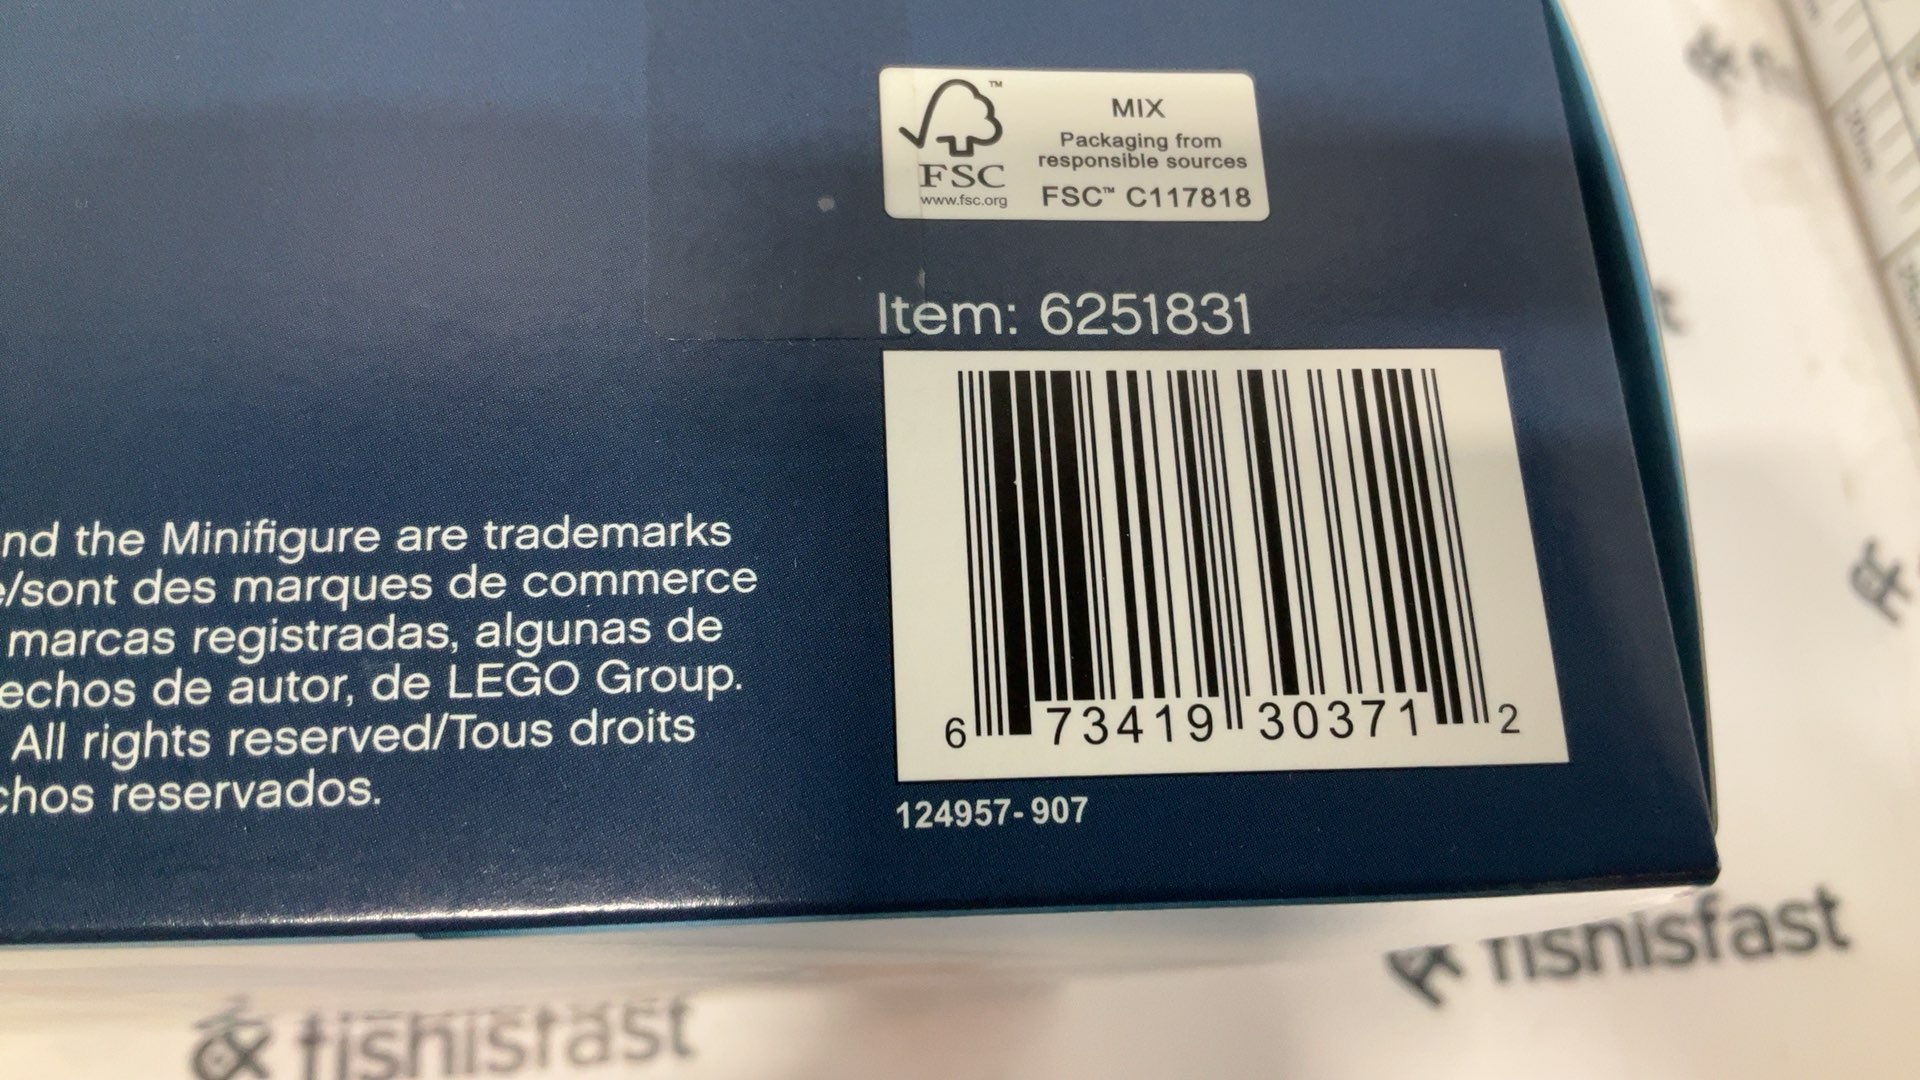 MIX
Packaging from
responsible sources
FSC™ C117818
™
FSC
www.fsc.org
Item: 6251831
6 73419 30371 2
124957-907
nd the Minifigure are trademarks
e/sont des marques de commerce
marcas registradas, algunas de
echos de autor, de LEGO Group.
All rights reserved/Tous droits
chos reservados.
fishisfast
fishisfast